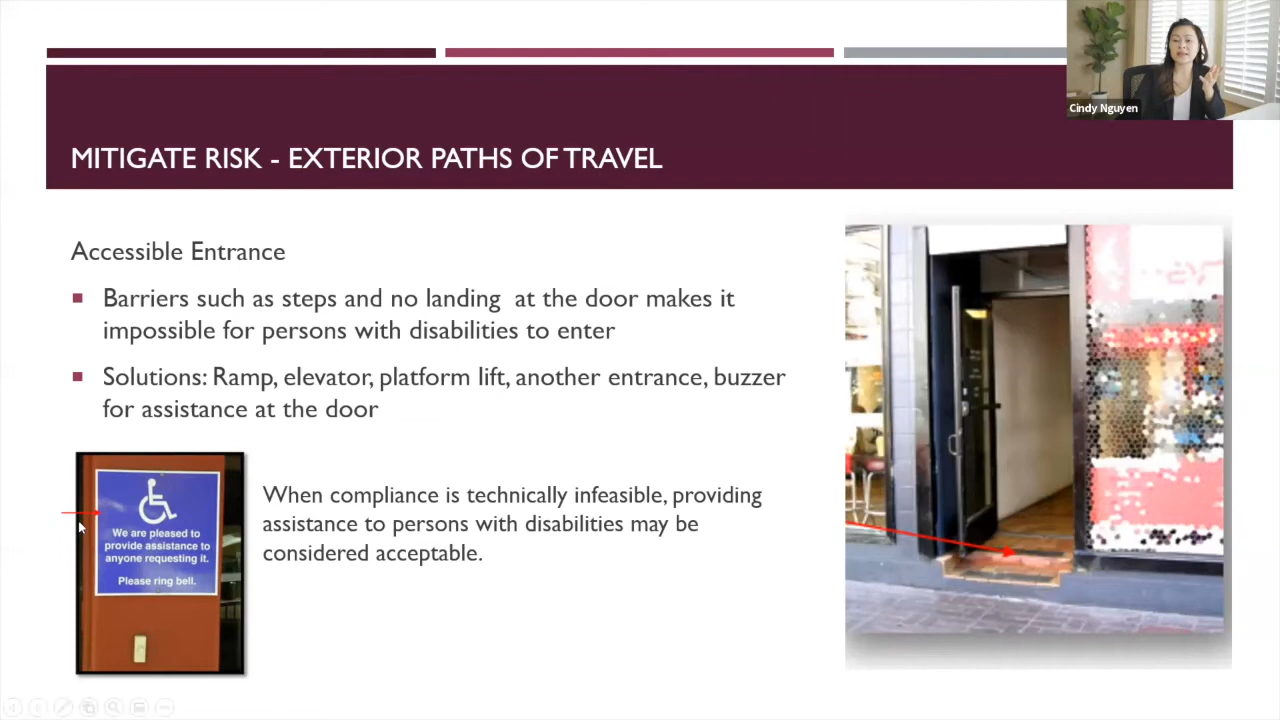 Cindy Nguyen
MITIGATE RISK - EXTERIOR PATHS OF TRAVEL
Accessible Entrance
Barriers such as steps and no landing at the door makes it
impossible for persons with disabilities to enter
Solutions: Ramp, elevator, platform lift, another entrance, buzzer
for assistance at the door
We are pleased to
provide assistance to
anyone requesting it.
Please ring bell.
When compliance is technically infeasible, providing
assistance to persons with disabilities may be
considered acceptable.